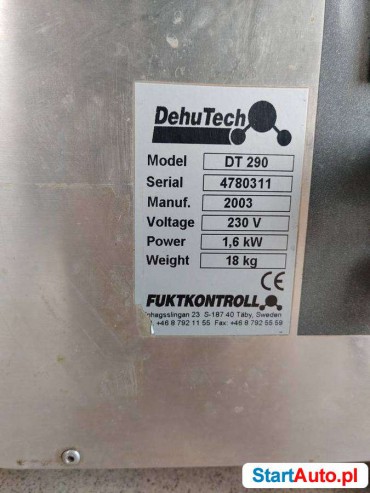 DehuTech
Model DT 290
Serial 4780311
Manuf. 2003
Voltage 230 V
Power 1,6 kW
Weight 18 kg
CE
FUKTKONTROLL
23 S-187 40 Täby, Sweden
+46 8 792 11 55 Fax: +46 8 792 55 59
StartAuto.pl